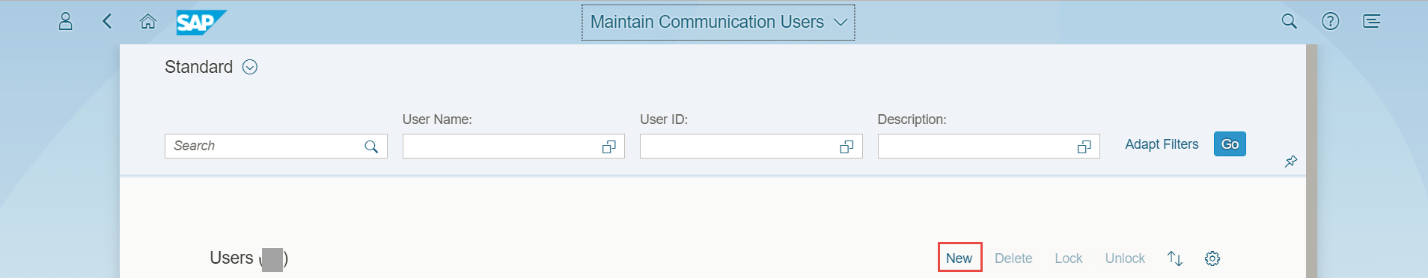 SAP
Maintain Communication Users
Standard
User Name:
User ID:
Description:
Search
Adapt Filters
Go
Users ( )
New
Delete
Lock
Unlock